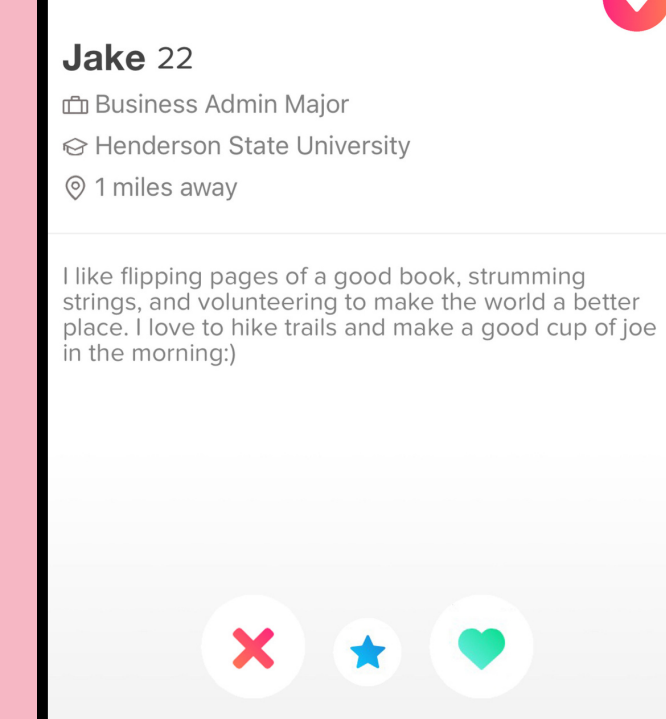 Jake 22
Business Admin Major
Henderson State University
1 miles away
I like flipping pages of a good book, strumming
strings, and volunteering to make the world a better
place. I love to hike trails and make a good cup of joe
in the morning:)